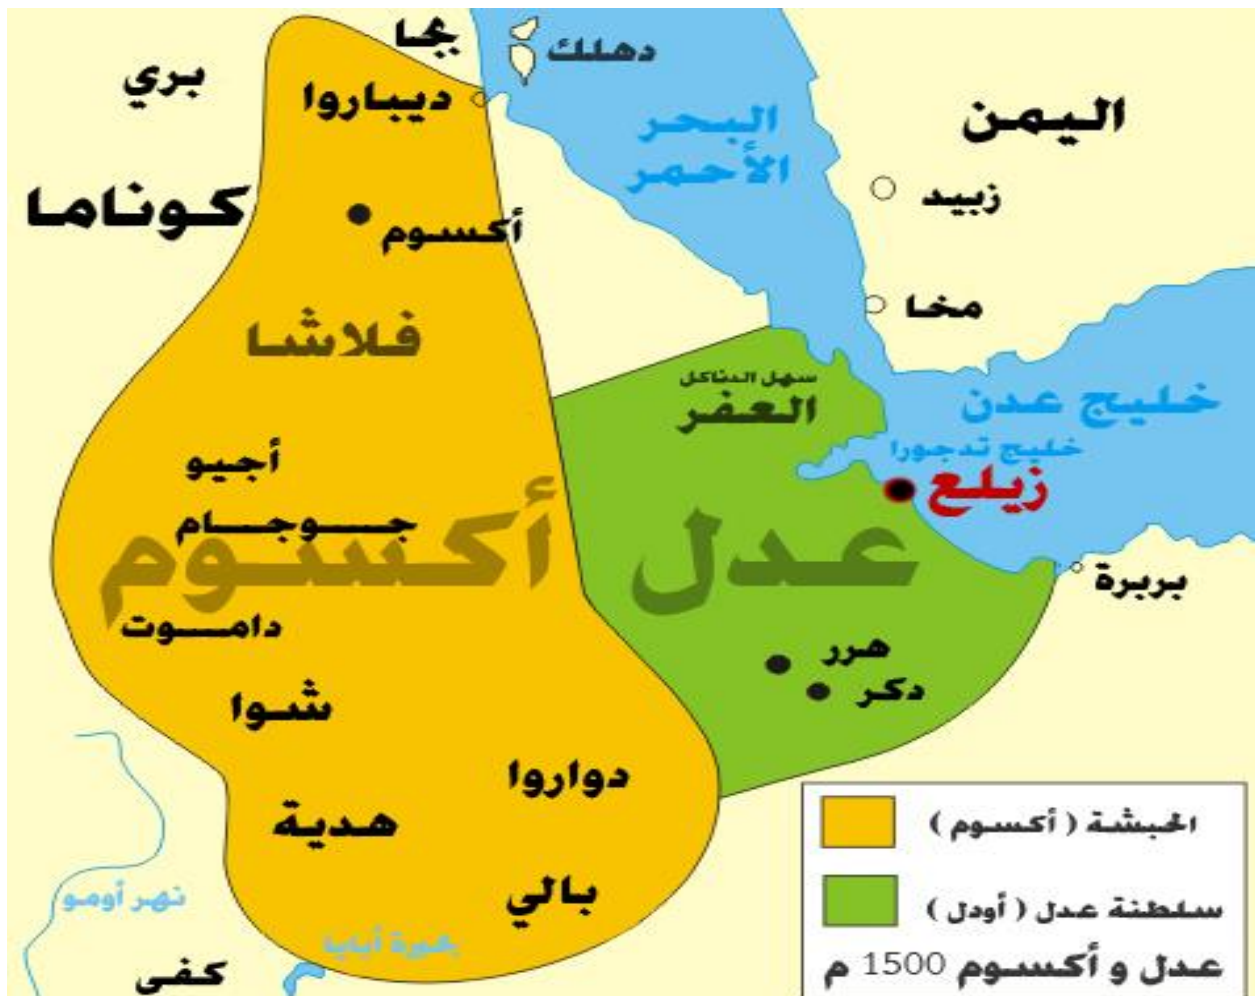 بجا
دهلك
بري
ديباروا
اليمن
البحر
الأحمر
كوناما
زبيد
أكسوم
مخا
فلاشا
سهل الدناكل
العفر
خليج عدن
خليج تدجورا
أجيو
زيلع
جوجام
عدل
أكسوم
بربرة
داموت
هرر
دكر
شوا
دواروا
هدية
بالي
نهر أومو
بحيرة أبايا
كفى
الحبشة ( أكسوم )
سلطنة عدل ( أودل )
عدل و أكسوم 1500 م